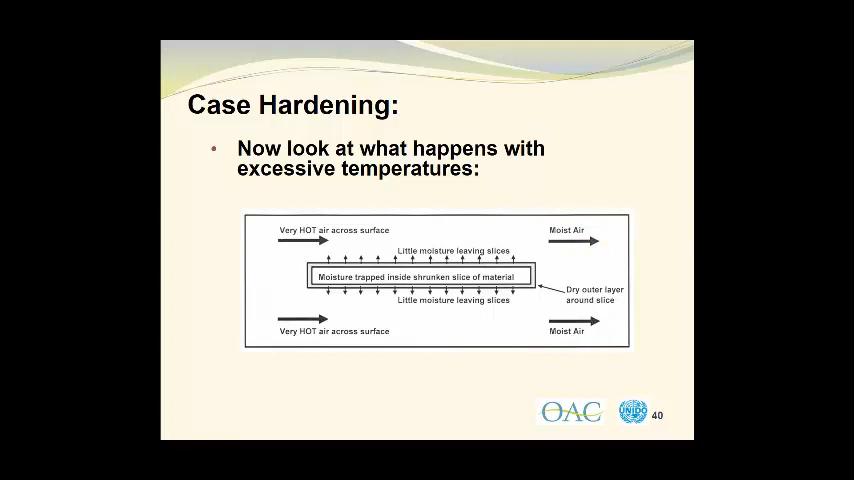 Case Hardening:
• Now look at what happens with
excessive temperatures:
Very HOT air across surface
Moist Air
Little moisture leaving slices
Moisture trapped inside shrunken slice of material
Dry outer layer
around slice
Little moisture leaving slices
Very HOT air across surface
Moist Air
OAC
UNIDO
40